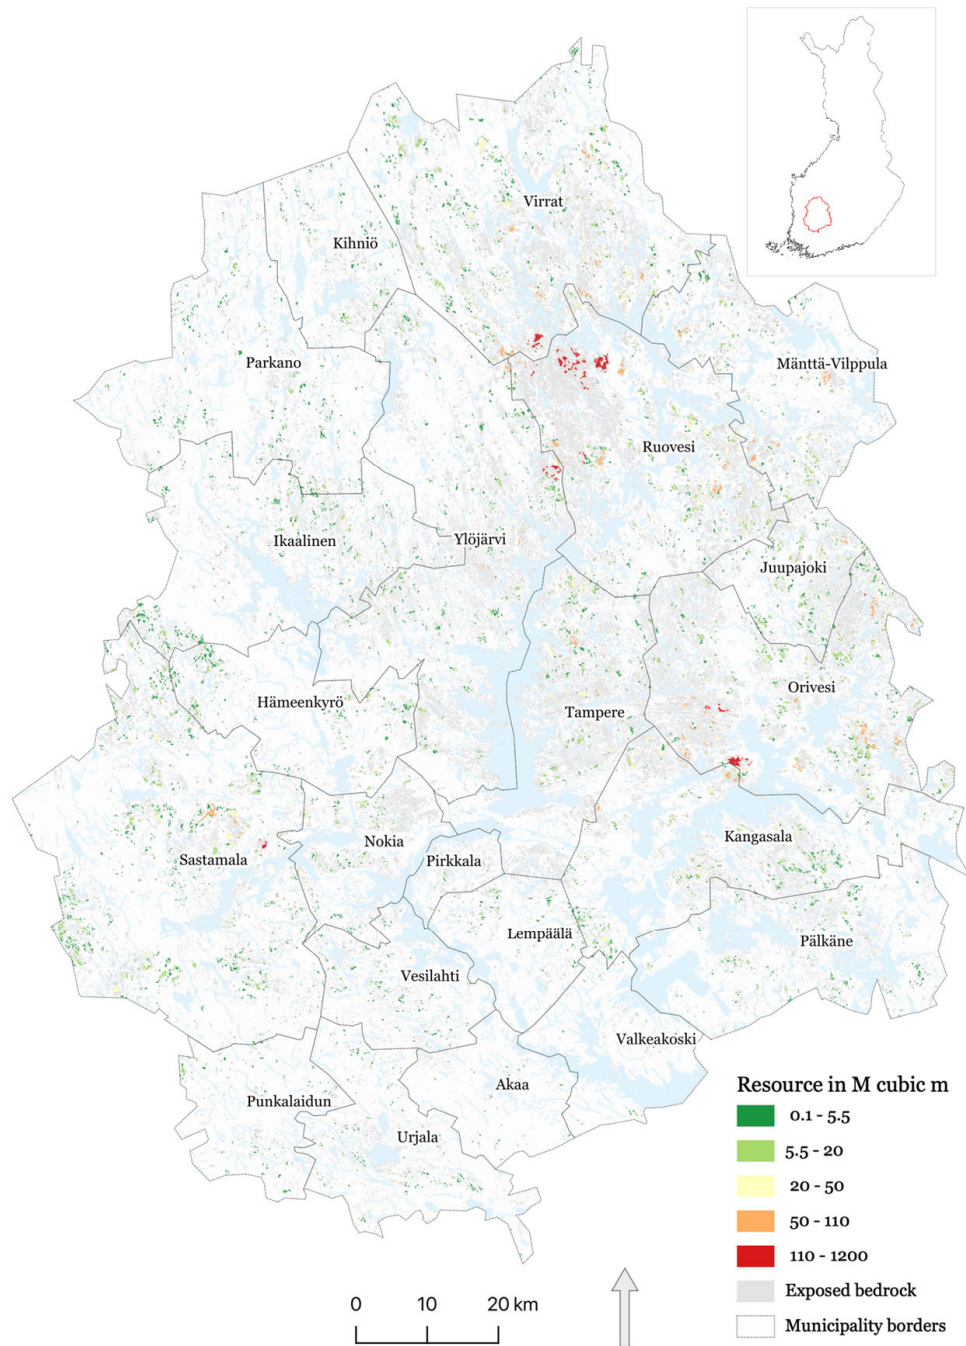 Virrat
Kihniö
Parkano
Mänttä-Vilppula
Ruovesi
Ikaalinen
Ylöjärvi
Juupajoki
Hämeenkyrö
Tampere
Orivesi
Sastamala
Nokia
Pirkkala
Kangasala
Lempäälä
Pälkäne
Vesilahti
Valkeakoski
Akaa
Punkalaidun
Urjala
Resource in M cubic m
0.1 - 5.5
5.5 - 20
20 - 50
50 - 110
110 - 1200
Exposed bedrock
Municipality borders
0 10 20 km